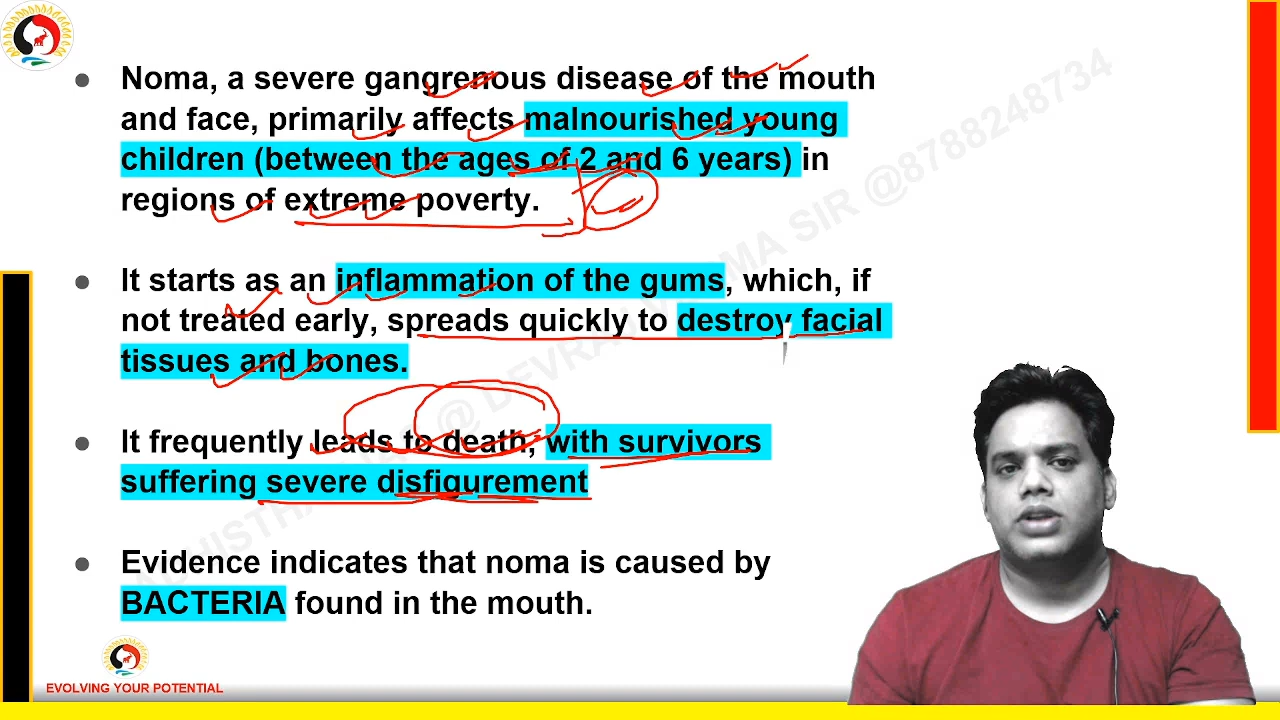 Noma, a severe gangrenous disease of the mouth
and face, primarily affects malnourished young
children (between the ages of 2 and 6 years) in
regions of extreme poverty.
It starts as an inflammation of the gums, which, if
not treated early, spreads quickly to destroy facial
tissues and bones.
It frequently leads to death, with survivors
suffering severe disfigurement
Evidence indicates that noma is caused by
BACTERIA found in the mouth.
EVOLVING YOUR POTENTIAL